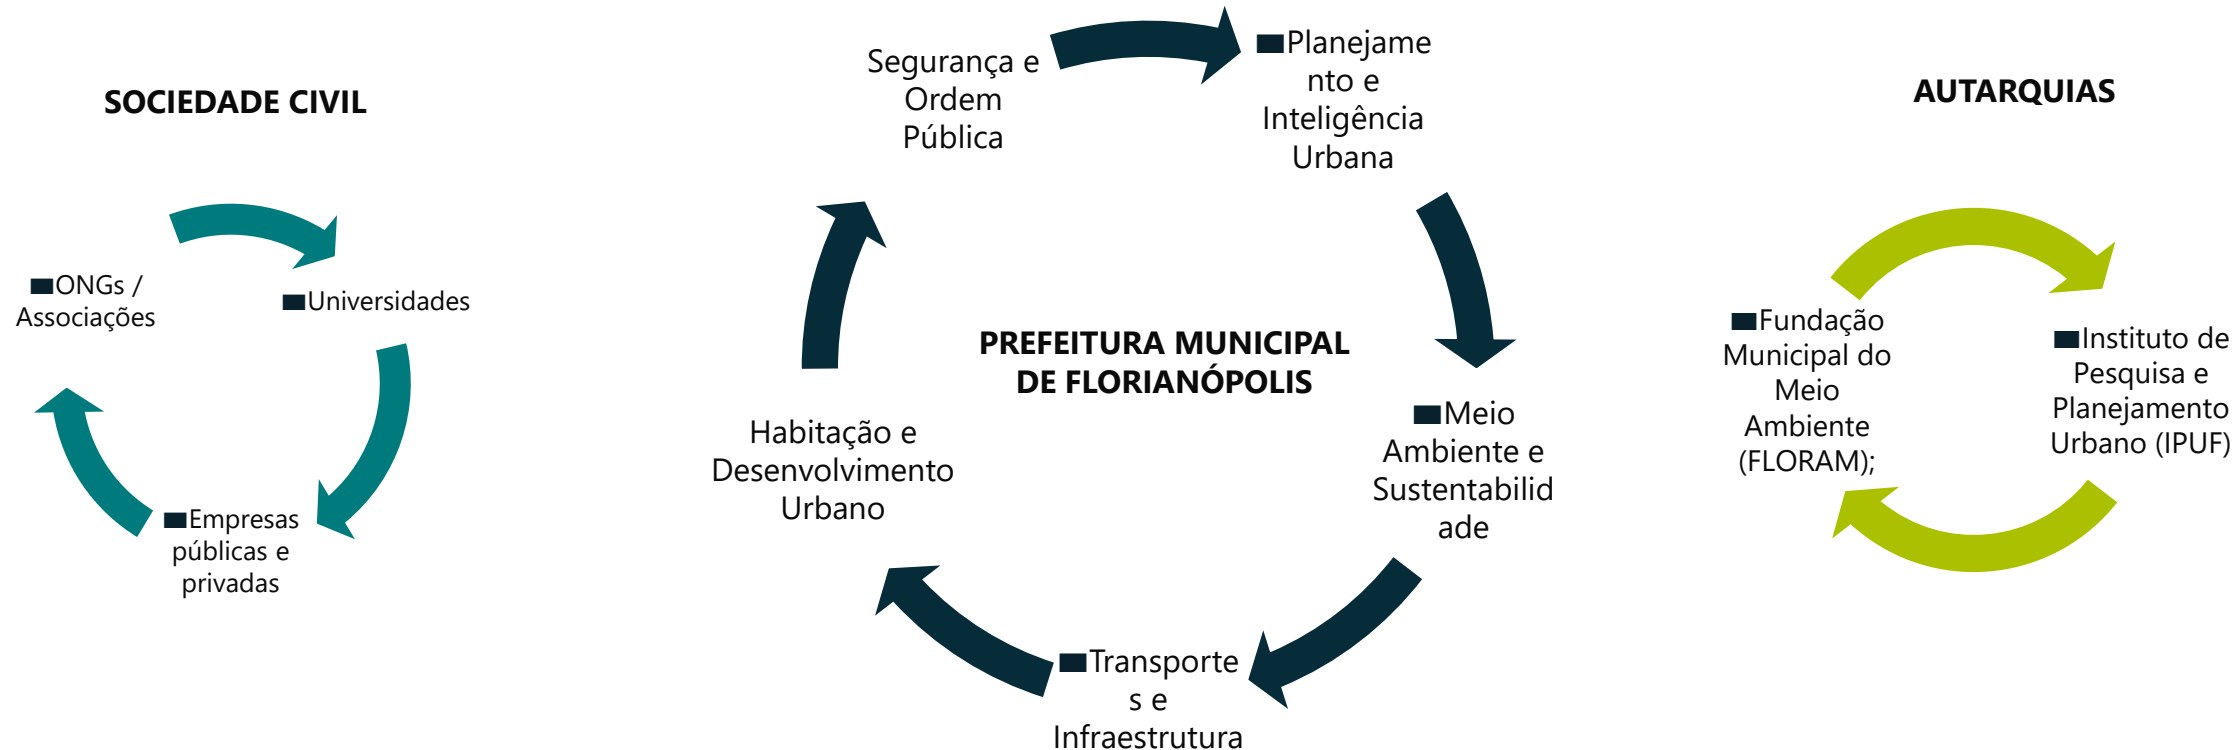 SOCIEDADE CIVIL
ONGs /
Associações
Universidades
Empresas
públicas e
privadas
Segurança e
Ordem
Pública
Planejame
nto e
Inteligência
Urbana
PREFEITURA MUNICIPAL
DE FLORIANÓPOLIS
Meio
Ambiente e
Sustentabilid
ade
Transporte
s e
Infraestrutura
Habitação e
Desenvolvimento
Urbano
AUTARQUIAS
Fundação
Municipal do
Meio
Ambiente
(FLORAM);
Instituto de
Pesquisa e
Planejamento
Urbano (IPUF)